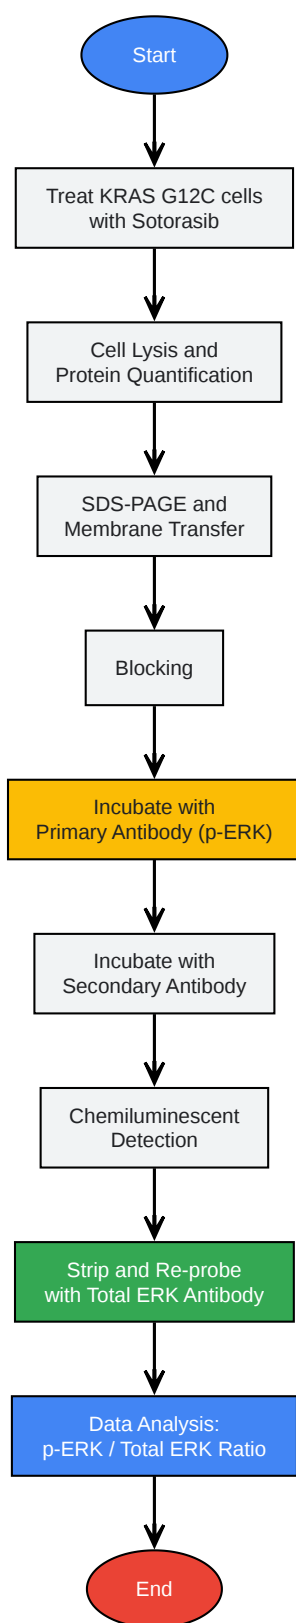 Start
Treat KRAS G12C cells
with Sotorasib
Cell Lysis and
Protein Quantification
SDS-PAGE and
Membrane Transfer
Blocking
Incubate with
Primary Antibody (p-ERK)
Incubate with
Secondary Antibody
Chemiluminescent
Detection
Strip and Re-probe
with Total ERK Antibody
Data Analysis:
p-ERK / Total ERK Ratio
End